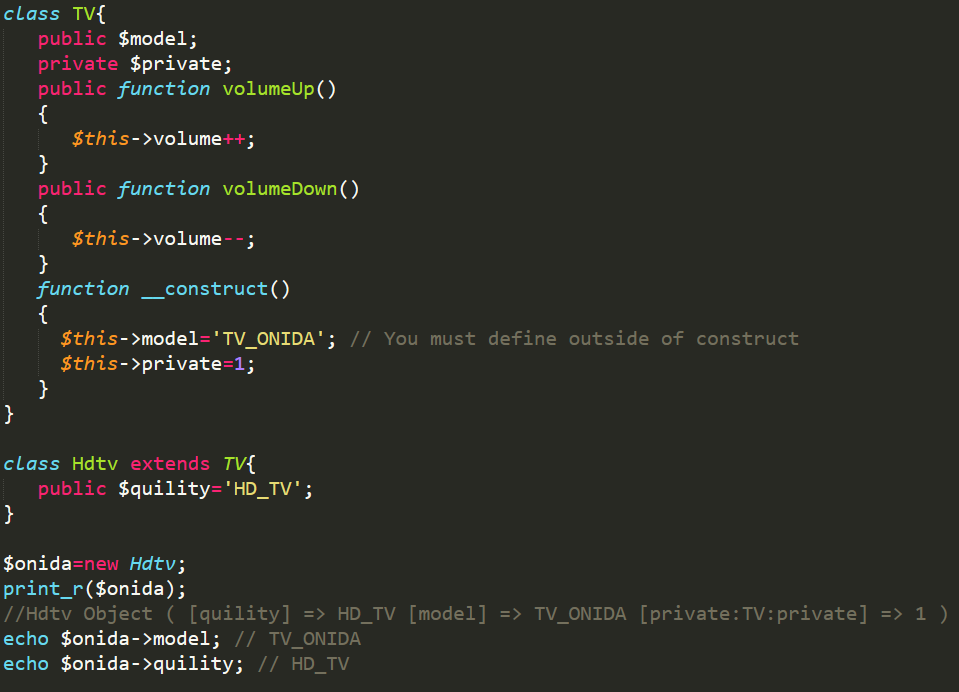 class TV{
public $model;
private $private;
public function volumeUp()
{
$this->volume++;
}
public function volumeDown()
{
$this->volume--;
}
function __construct()
{
$this->model='TV_ONIDA'; // You must define outside of construct
$this->private=1;
}
}
class Hdtv extends TV{
public $quility='HD_TV';
}
$onida=new Hdtv;
print_r($onida);
//Hdtv Object ( [quility] => HD_TV [model] => TV_ONIDA [private:TV:private] => 1 )
echo $onida->model; // TV_ONIDA
echo $onida->quility; // HD_TV